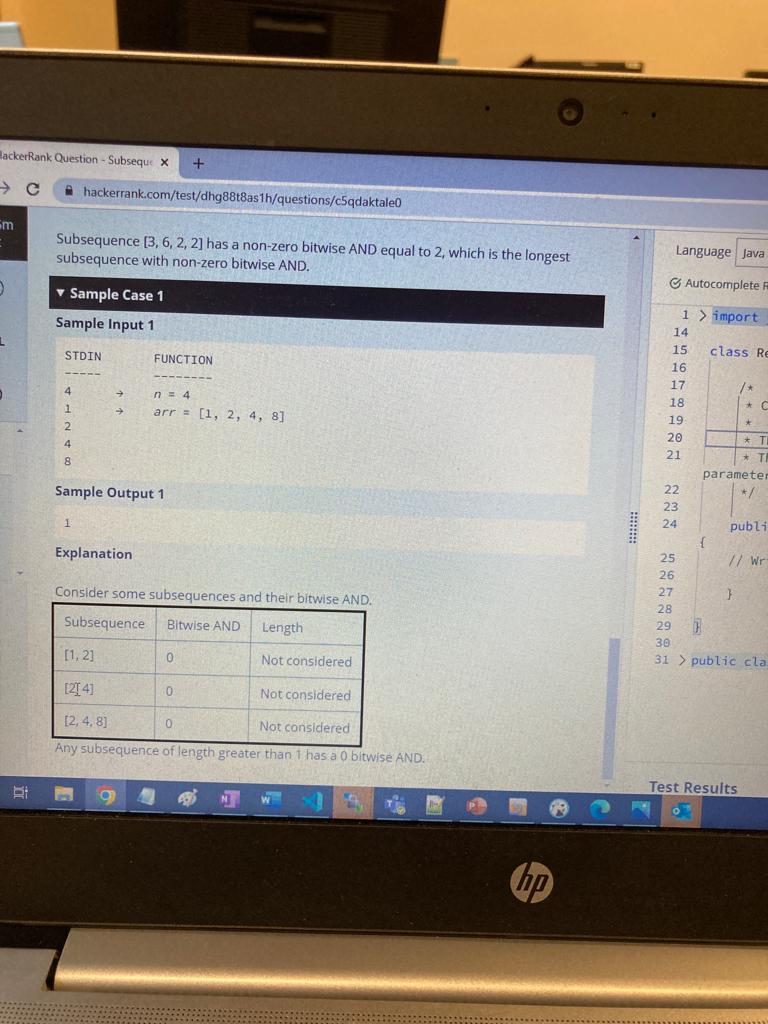 HackerRank Question - Subseque
hackerrank.com/test/dhg88t8as1h/questions/c5qdaktale0
Subsequence [3, 6, 2, 2] has a non-zero bitwise AND equal to 2, which is the longest
subsequence with non-zero bitwise AND.
▼ Sample Case 1
Sample Input 1
STDIN FUNCTION
----- --------
4 → n = 4
1 → arr = [1, 2, 4, 8]
2
4
8
Sample Output 1
1
Explanation
Consider some subsequences and their bitwise AND.
Subsequence Bitwise AND Length
[1, 2] 0 Not considered
[2, 4] 0 Not considered
[2, 4, 8] 0 Not considered
Any subsequence of length greater than 1 has a 0 bitwise AND.
Language Java
Autocomplete R
1 > import
14
15 class Re
16
17 /*
18 * C
19 *
20 * T
21 * Th
parameter
22 */
23
24 publi
{
25 // Wr
26
27 }
28
29 }
30
31 > public cla
Test Results
hp